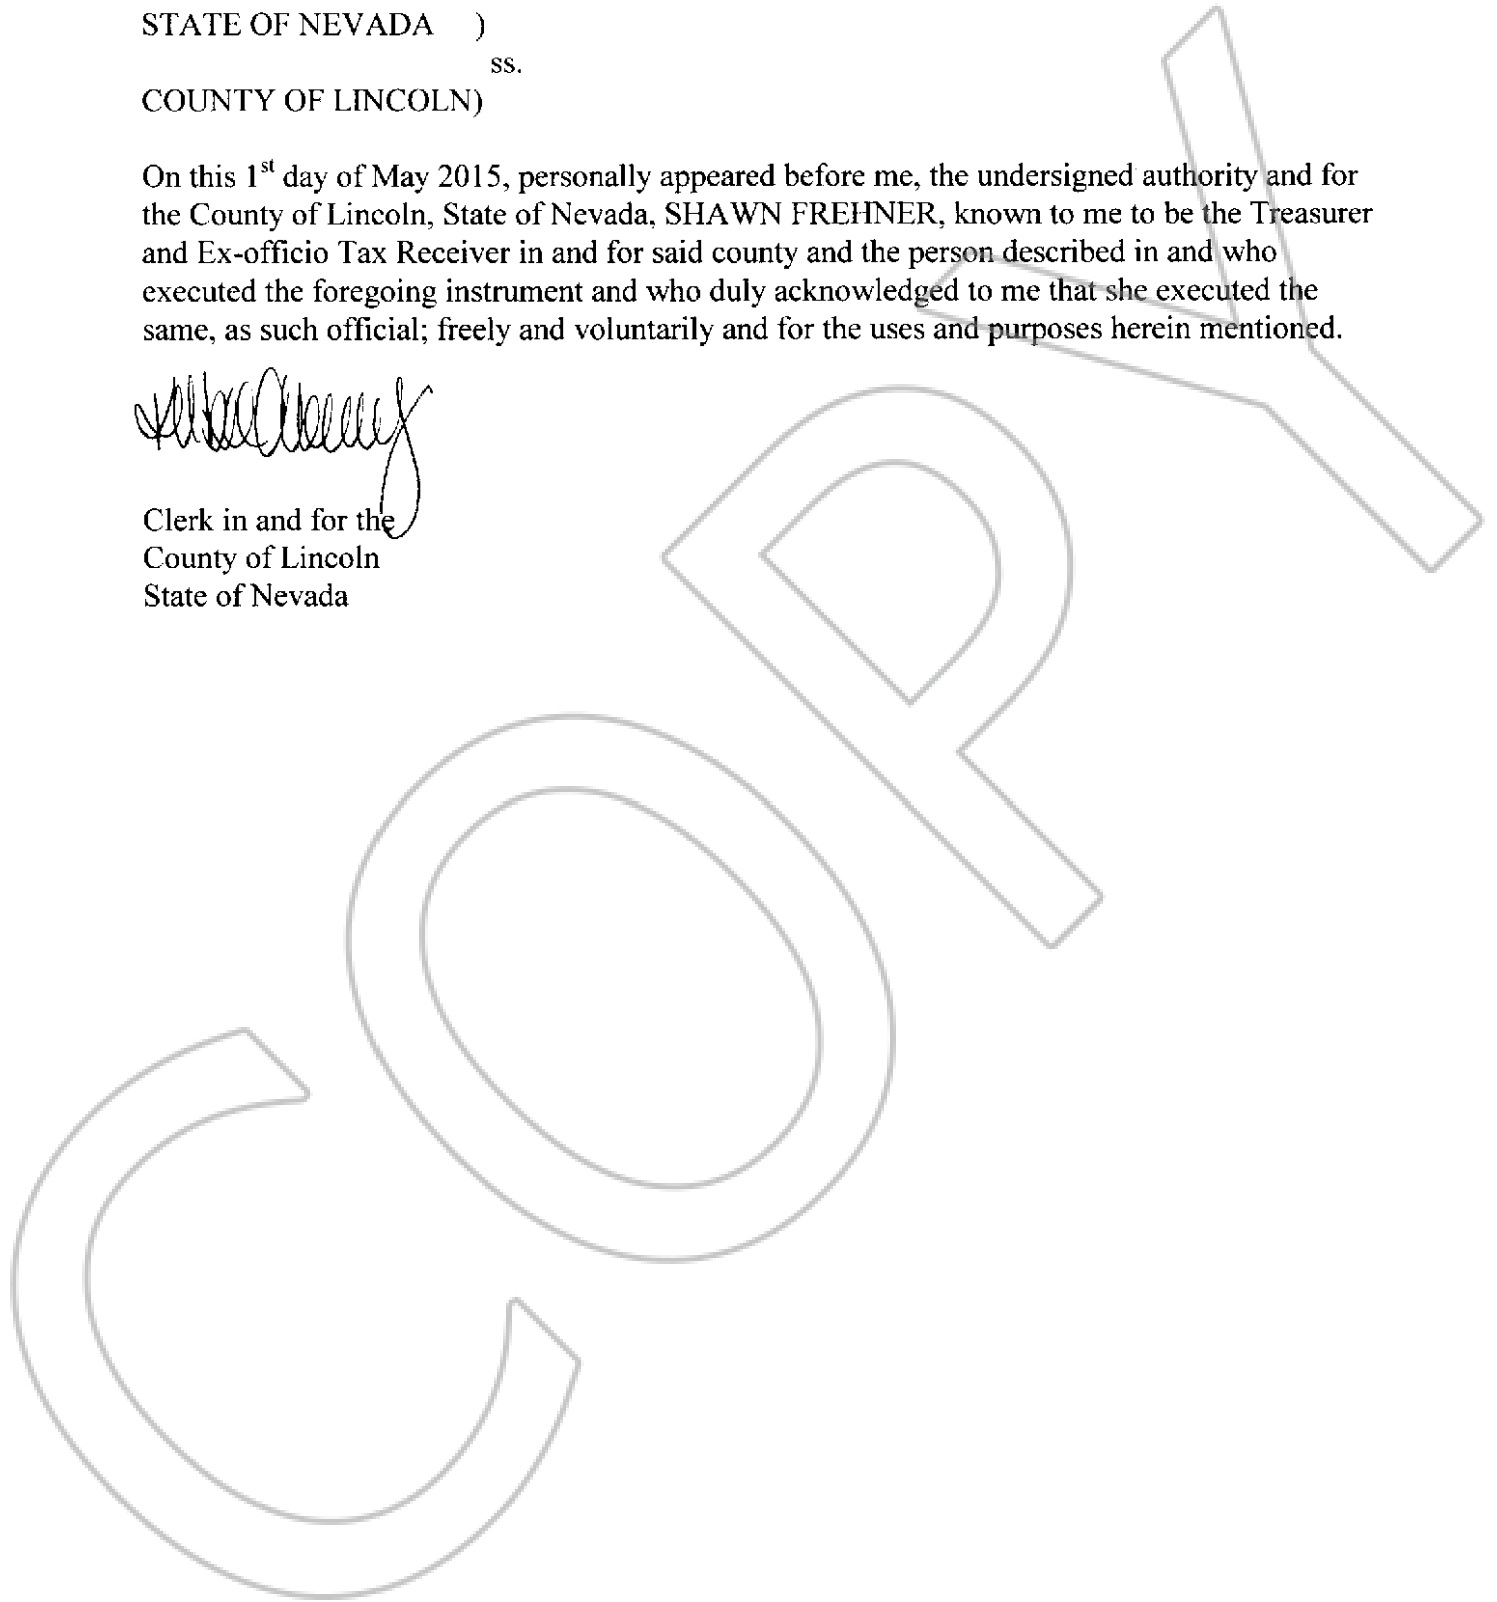 STATE OF NEVADA )
ss.
COUNTY OF LINCOLN)
On this 1st day of May 2015, personally appeared before me, the undersigned authority and for
the County of Lincoln, State of Nevada, SHAWN FREHNER, known to me to be the Treasurer
and Ex-officio Tax Receiver in and for said county and the person described in and who
executed the foregoing instrument and who duly acknowledged to me that she executed the
same, as such official; freely and voluntarily and for the uses and purposes herein mentioned.
Clerk in and for the
County of Lincoln
State of Nevada
COPY